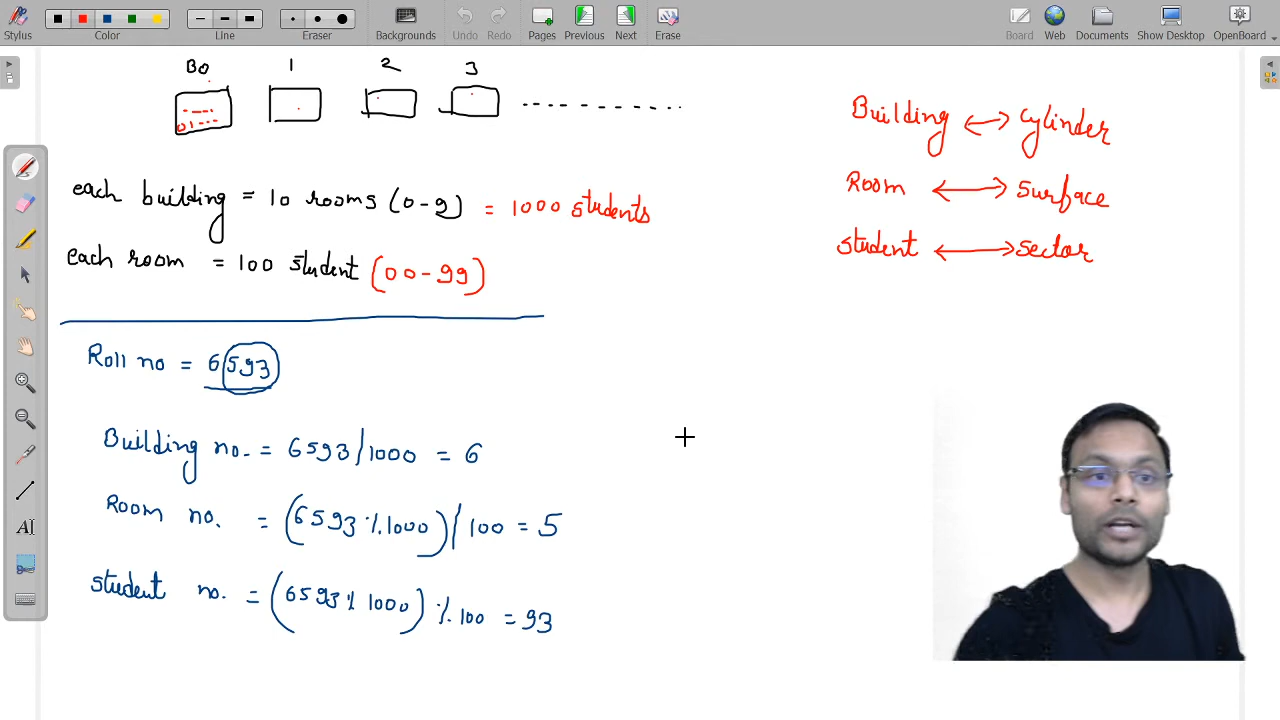 Stylus
Color
Line
Eraser
Backgrounds
Undo
Redo
Pages
Previous
Next
Erase
Board
Web
Documents
Show Desktop
OpenBoard
B0 1 2 3
Building ↔ Cylinder
Room ↔ Surface
Student ↔ Sector
each building = 10 rooms (0-9) = 1000 students
each room = 100 student (00-99)
Roll no = 6593
Building no. = 6593/1000 = 6
Room no. = (6593 % 1000)/100 = 5
student no. = (6593 % 1000) % 100 = 93
AI